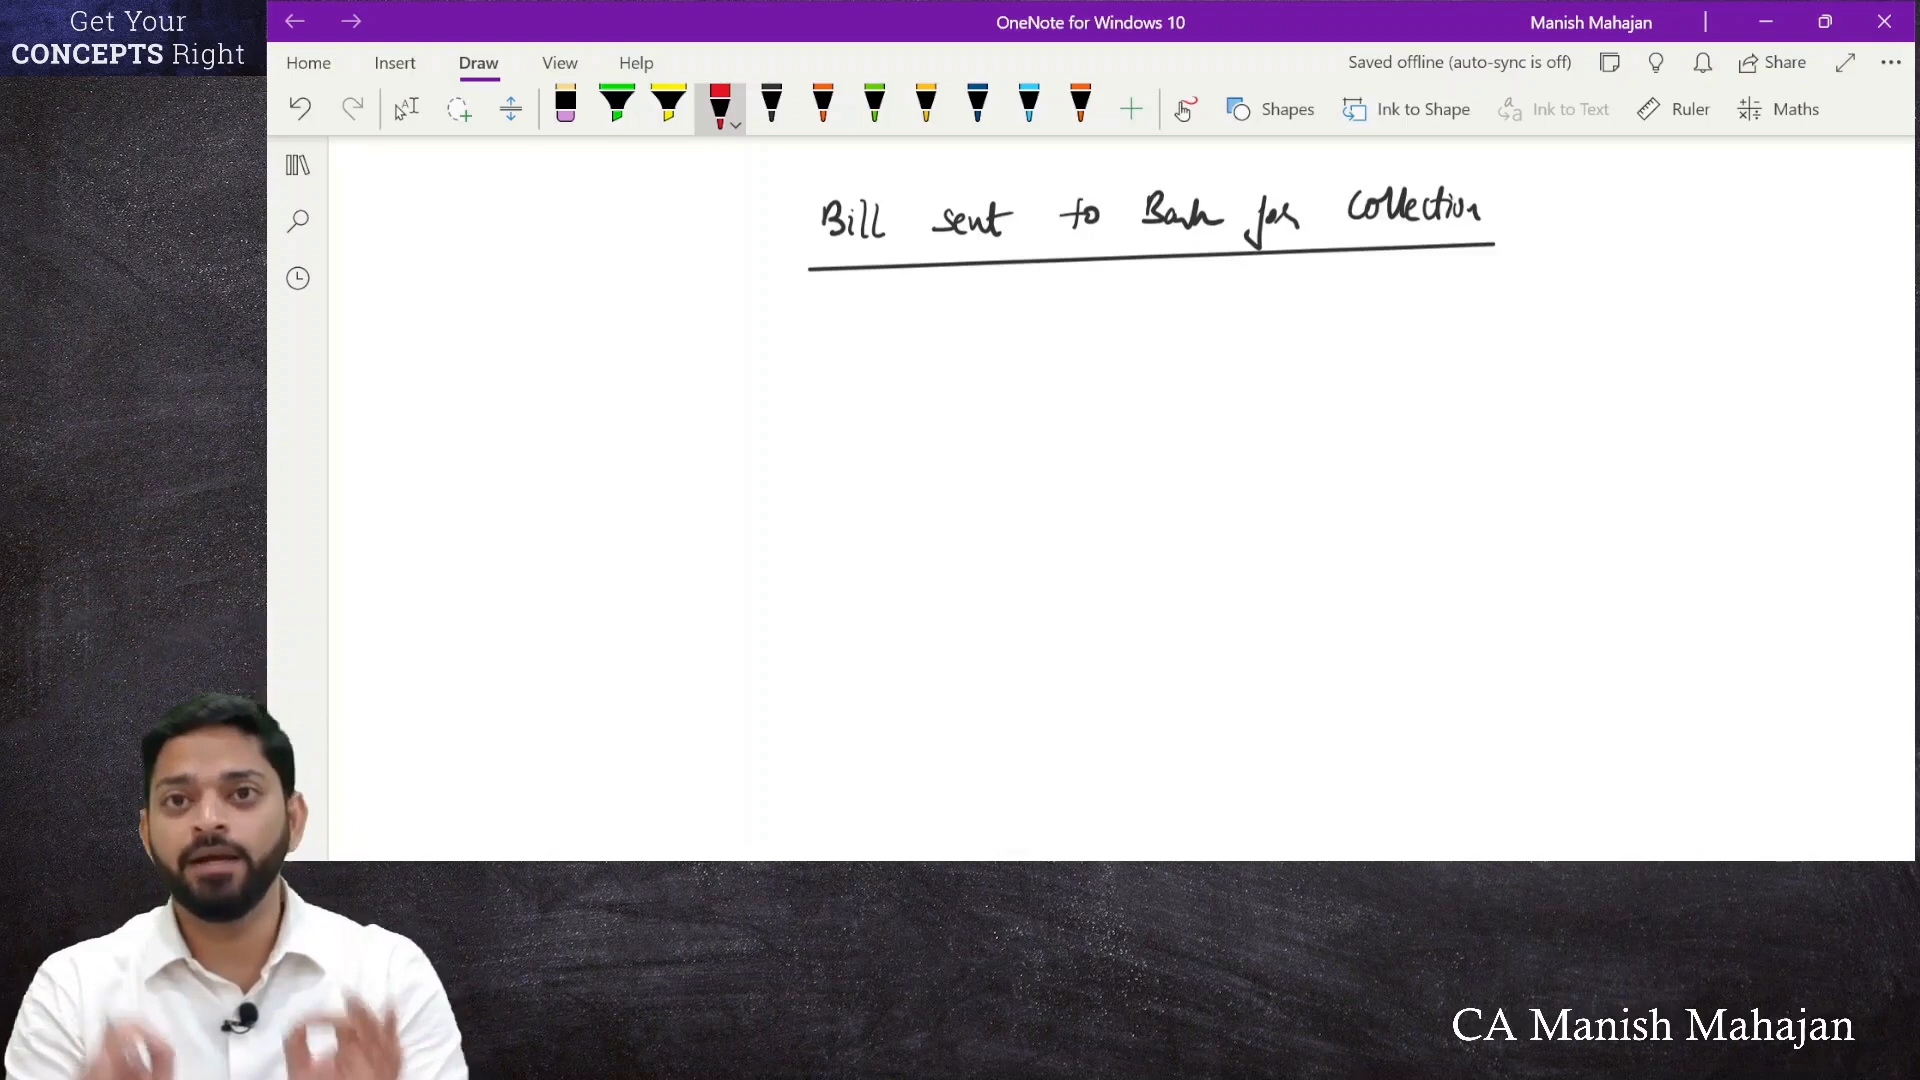 Get Your
CONCEPTS Right
OneNote for Windows 10
Manish Mahajan
Home Insert Draw View Help
Saved offline (auto-sync is off)
Share
Shapes
Ink to Shape
Ink to Text
Ruler
Maths
Bill sent to Bank for Collection
CA Manish Mahajan